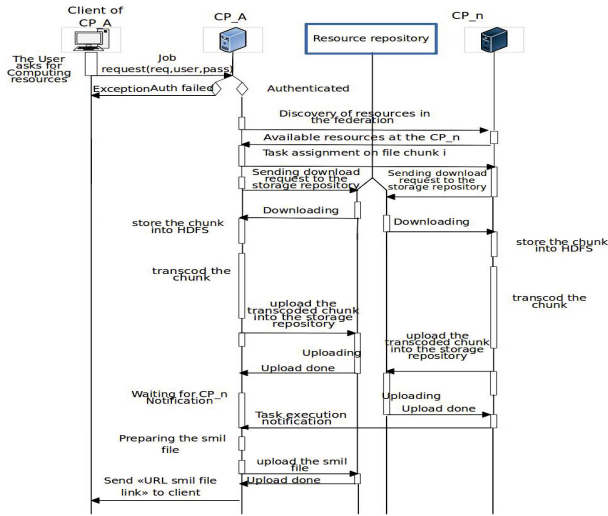 Client of
CP_A
CP_A
Resource repository
CP_n
The User
asks for
Computing
resources
Job
request(req,user,pass)
Exception
Auth failed
Authenticated
Discovery of resources in
the federation
Available resources at the CP_n
Task assignment on file chunk i
Sending download
request to the
storage repository
Sending download
request to the
storage repository
Downloading
Downloading
store the chunk
into HDFS
store the chunk
into HDFS
transcod the
chunk
transcod the
chunk
upload the
transcoded chunk
into the storage
repository
upload the
transcoded chunk
into the storage
repository
Uploading
Upload done
Uploading
Upload done
Waiting for CP_n
Notification
Task execution
notification
Preparing the smil
file
upload the smil
file
Upload done
Send «URL smil file
link» to client